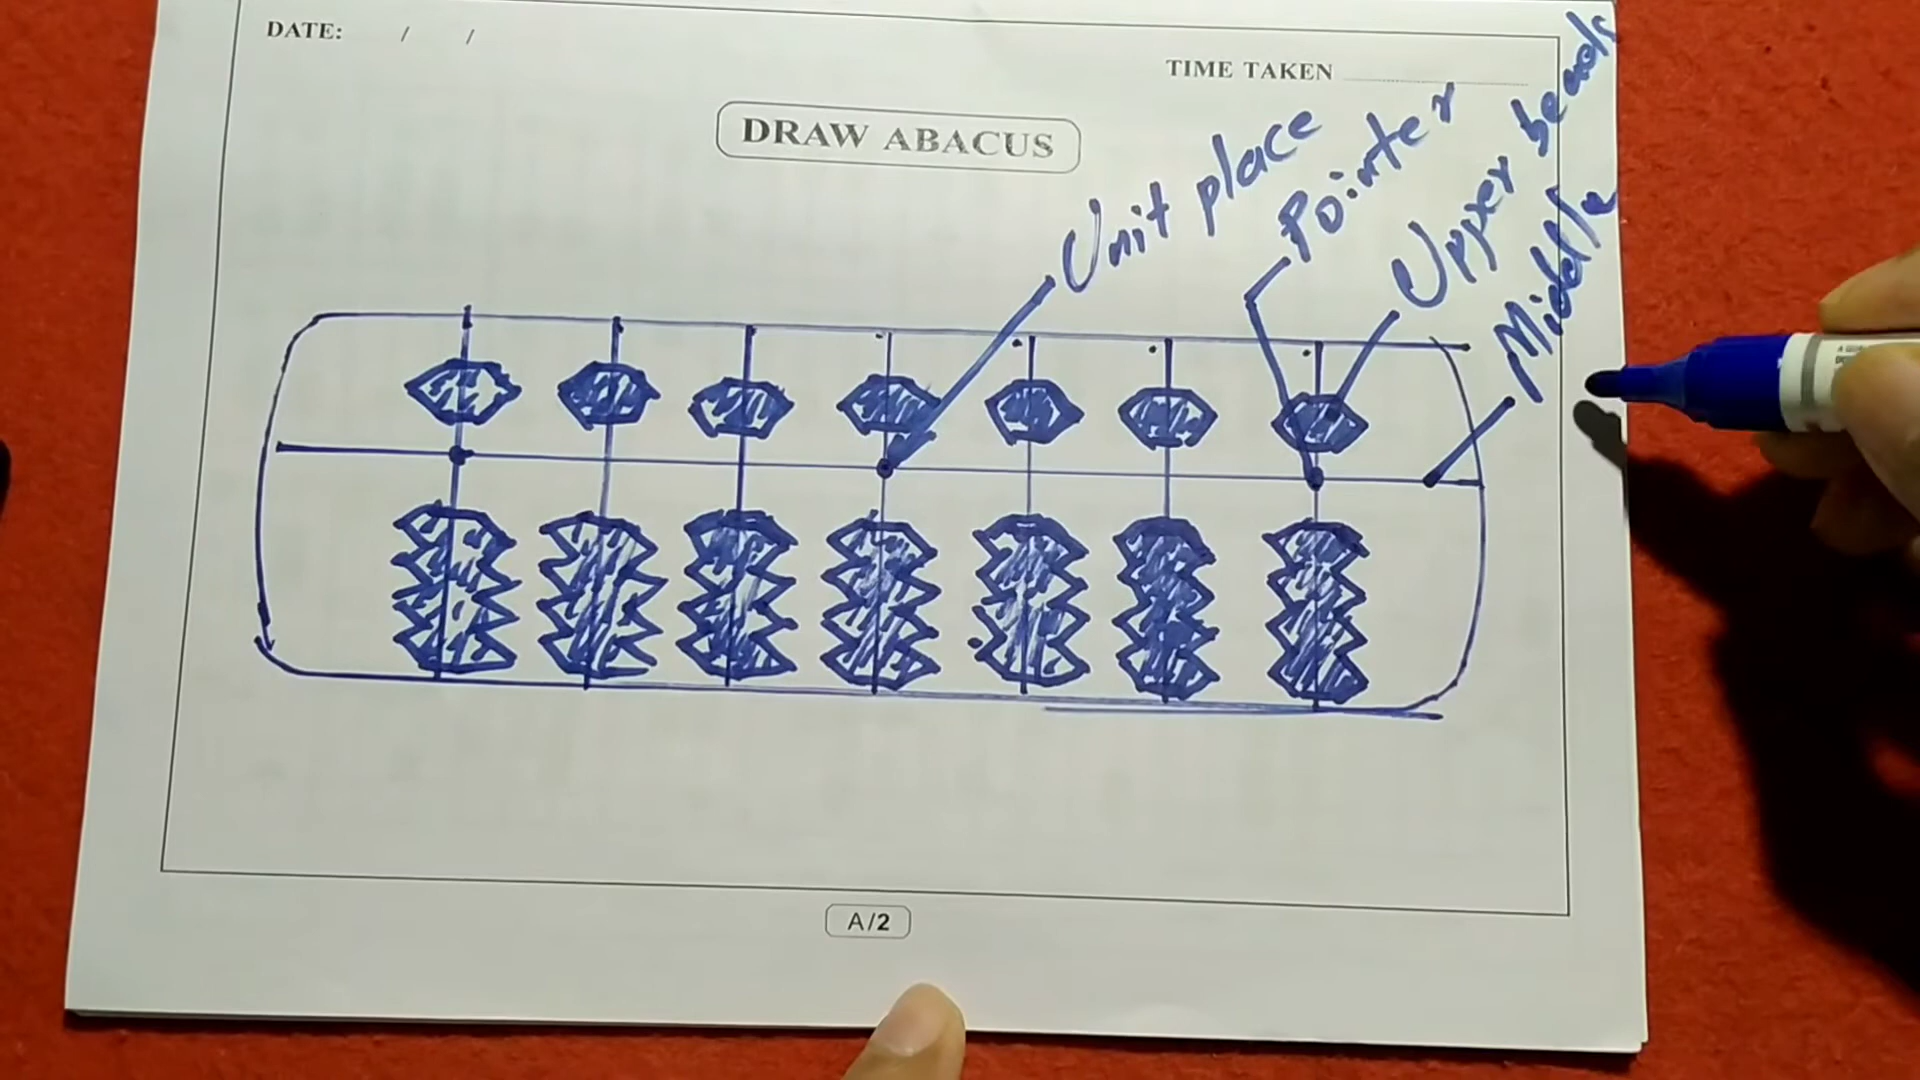 DATE: / /
TIME TAKEN
DRAW ABACUS
Unit place
Pointer
Upper beads
Middle
A/2